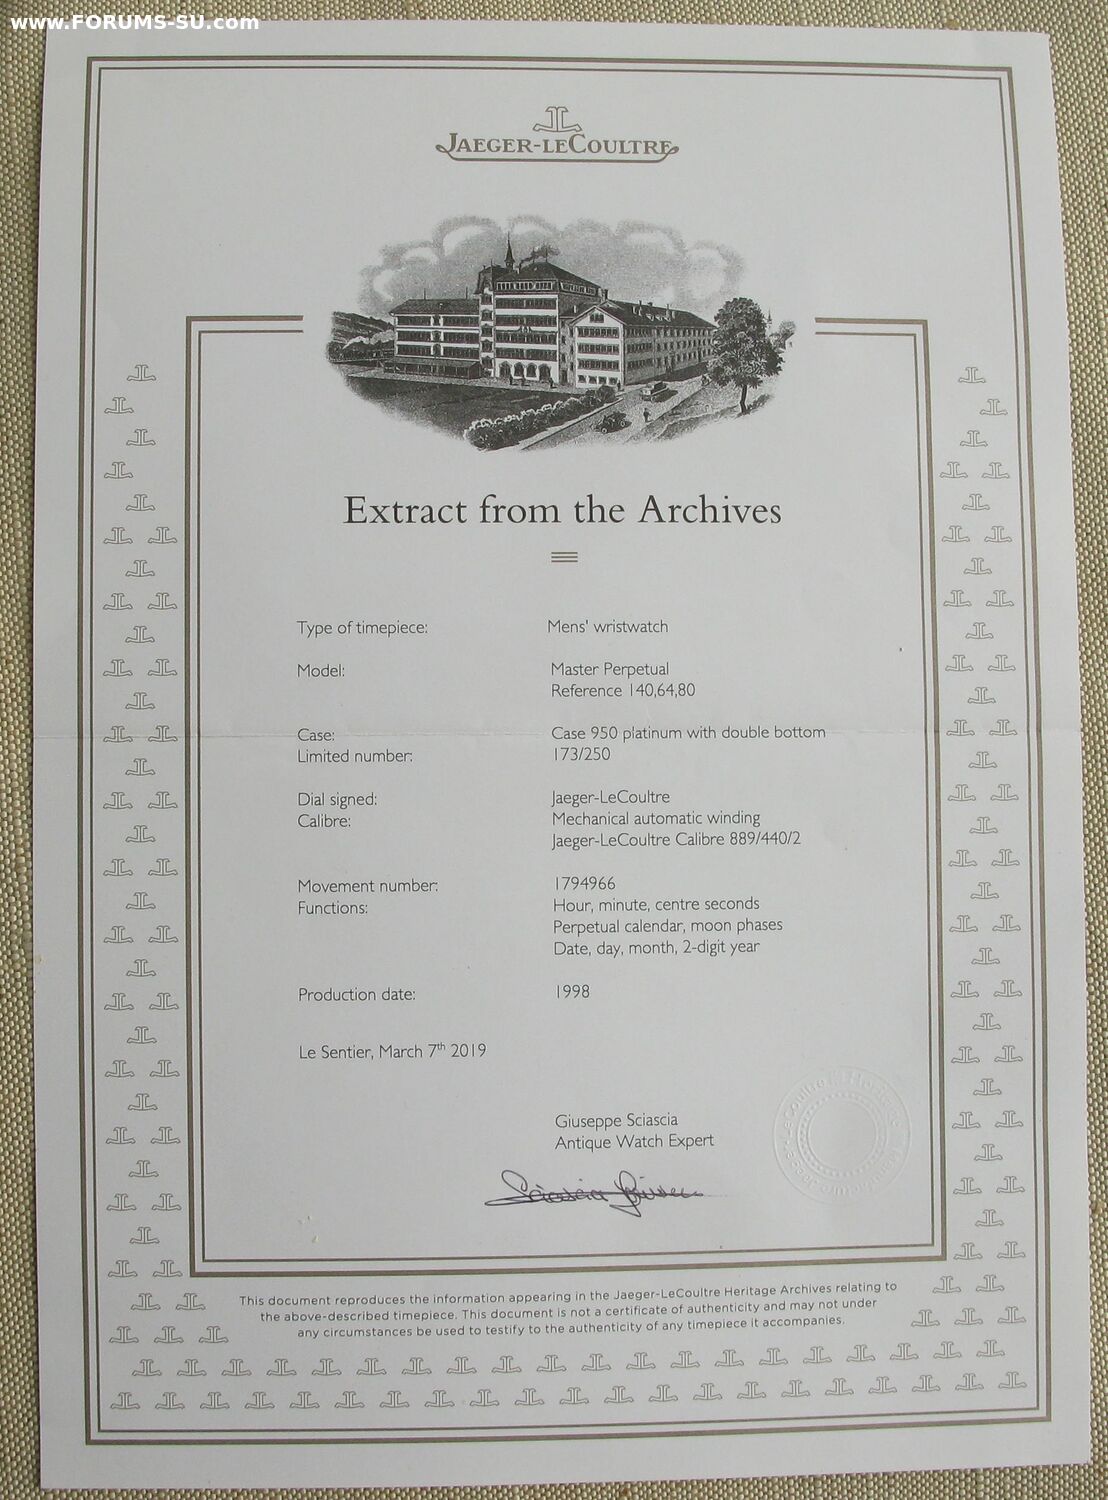 www.FORUMS-SU.com
JAEGER-LECOULTRE
Extract from the Archives
Type of timepiece: Mens' wristwatch
Model: Master Perpetual
Reference 140,64,80
Case: Case 950 platinum with double bottom
Limited number: 173/250
Dial signed: Jaeger-LeCoultre
Calibre: Mechanical automatic winding
Jaeger-LeCoultre Calibre 889/440/2
Movement number: 1794966
Functions: Hour, minute, centre seconds
Perpetual calendar, moon phases
Date, day, month, 2-digit year
Production date: 1998
Le Sentier, March 7th 2019
Giuseppe Sciascia
Antique Watch Expert
This document reproduces the information appearing in the Jaeger-LeCoultre Heritage Archives relating to
the above-described timepiece. This document is not a certificate of authenticity and may not under
any circumstances be used to testify to the authenticity of any timepiece it accompanies.